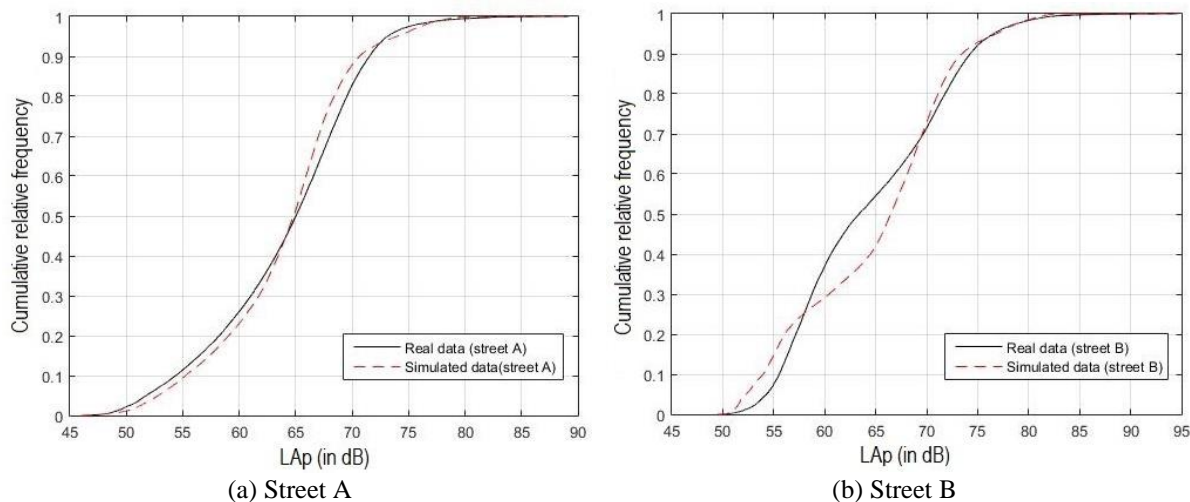 1
0.9
0.8
0.7
0.6
0.5
0.4
0.3
0.2
0.1
0
Cumulative relative frequency
Real data (street A)
Simulated data(street A)
45 50 55 60 65 70 75 80 85 90
LAp (in dB)
(a) Street A
1
0.9
0.8
0.7
0.6
0.5
0.4
0.3
0.2
0.1
0
Cumulative relative frequency
Real data (street B)
Simulated data (street B)
45 50 55 60 65 70 75 80 85 90 95
LAp (in dB)
(b) Street B